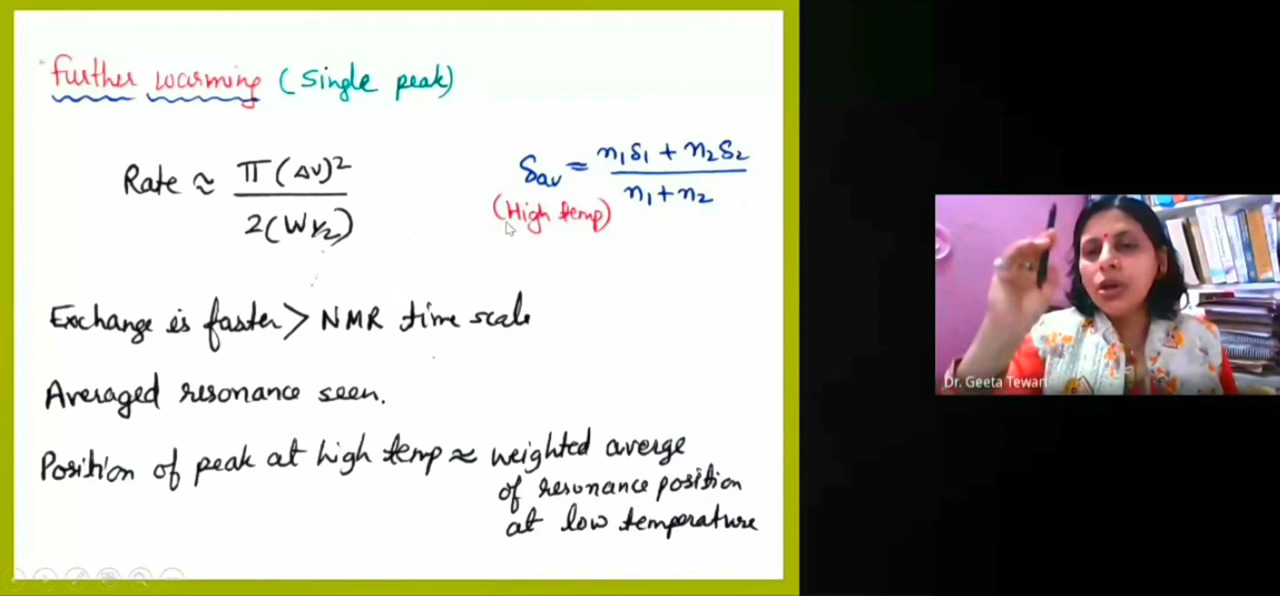 Further warming (Single peak)
Rate ≈ π(Δν)² / 2(W½)
δav = n₁δ₁ + n₂δ₂ / n₁+n₂
(High temp)
Exchange is faster > NMR time scale
Averaged resonance seen.
Position of peak at high temp ≈ weighted averge
of resonance position
at low temperature
Dr. Geeta Tewari